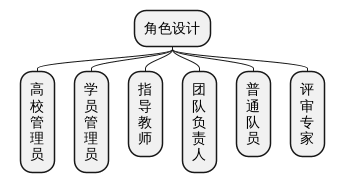 角色设计
高校管理员
学员管理员
指导教师
团队负责人
普通队员
评审专家